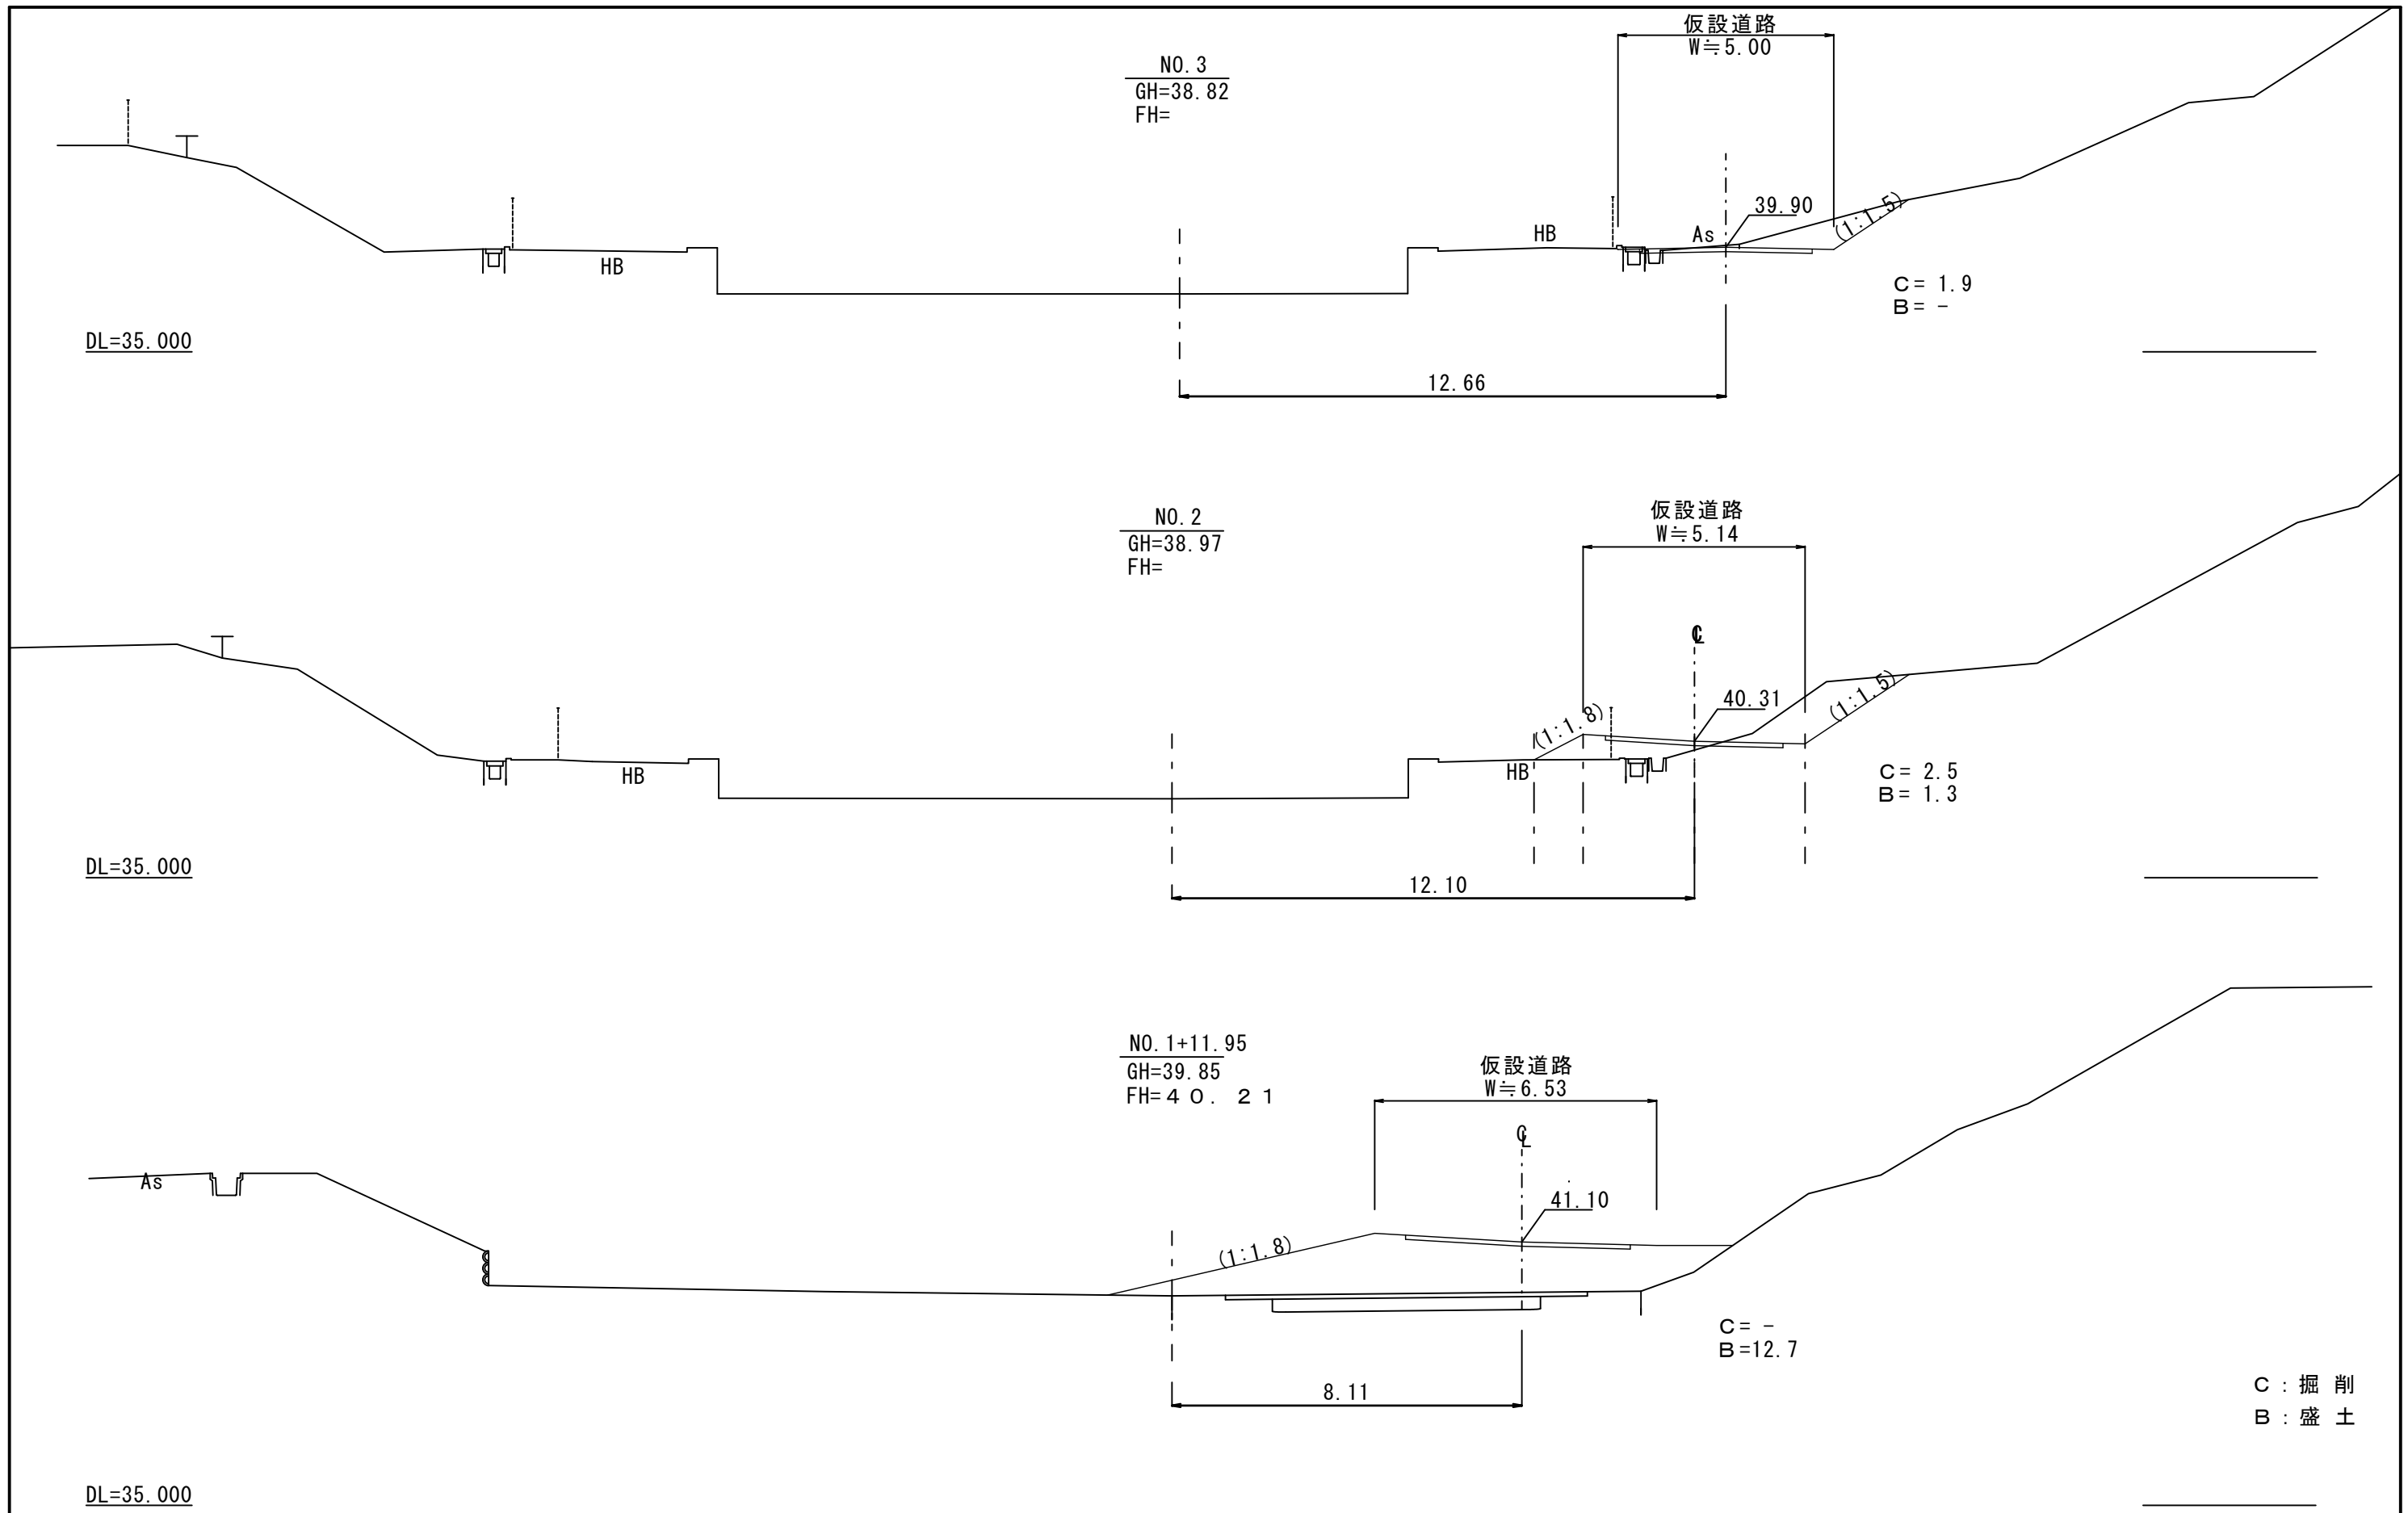 仮設道路
W≒5.00
NO.3
GH=38.82
FH=
39.90
(1:1.5)
HB
As
HB
C= 1.9
B= -
DL=35.000
12.66
仮設道路
W≒5.14
NO.2
GH=38.97
FH=
℄
40.31
(1:1.8)
(1:1.5)
HB
HB
C= 2.5
B= 1.3
DL=35.000
12.10
NO.1+11.95
GH=39.85
FH=40. 21
仮設道路
W≒6.53
℄
As
41.10
(1:1.8)
C= -
B=12.7
8.11
C : 掘 削
B : 盛 土
DL=35.000